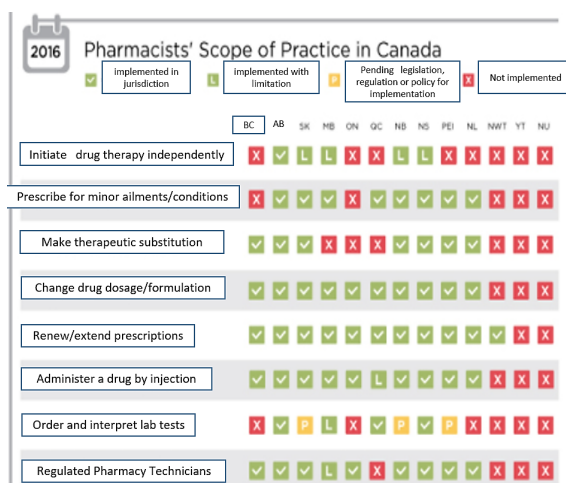 2016
Pharmacists' Scope of Practice in Canada
✓ implemented in jurisdiction L implemented with limitation P Pending legislation, regulation or policy for implementation X Not implemented
BC AB SK MB ON QC NB NS PEI NL NWT YT NU
Initiate drug therapy independently X ✓ L L X X L L X X X X X
Prescribe for minor ailments/conditions X ✓ ✓ ✓ X ✓ ✓ ✓ ✓ ✓ X X X
Make therapeutic substitution ✓ ✓ ✓ X X X ✓ ✓ ✓ ✓ X X X
Change drug dosage/formulation ✓ ✓ ✓ ✓ ✓ ✓ ✓ ✓ ✓ ✓ X X X
Renew/extend prescriptions ✓ ✓ ✓ ✓ ✓ ✓ ✓ ✓ ✓ ✓ ✓ X X
Administer a drug by injection ✓ ✓ ✓ ✓ ✓ L ✓ ✓ ✓ ✓ X X X
Order and interpret lab tests X ✓ P L X ✓ P ✓ P X X X X
Regulated Pharmacy Technicians ✓ ✓ ✓ L ✓ X ✓ ✓ ✓ ✓ X X X